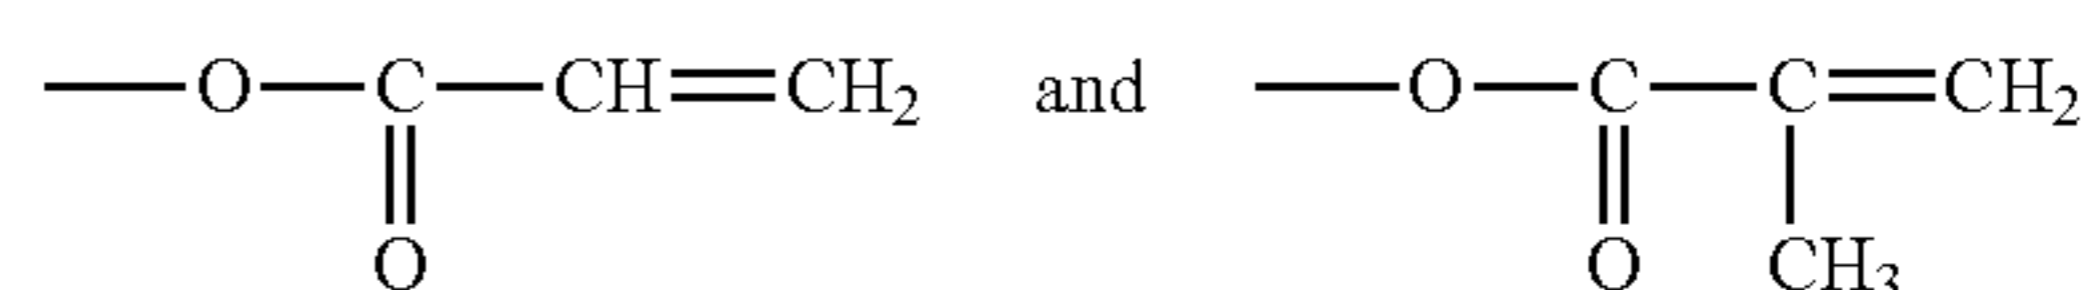 —O—C—CH=CH₂ and —O—C—C=CH₂
O O CH₃